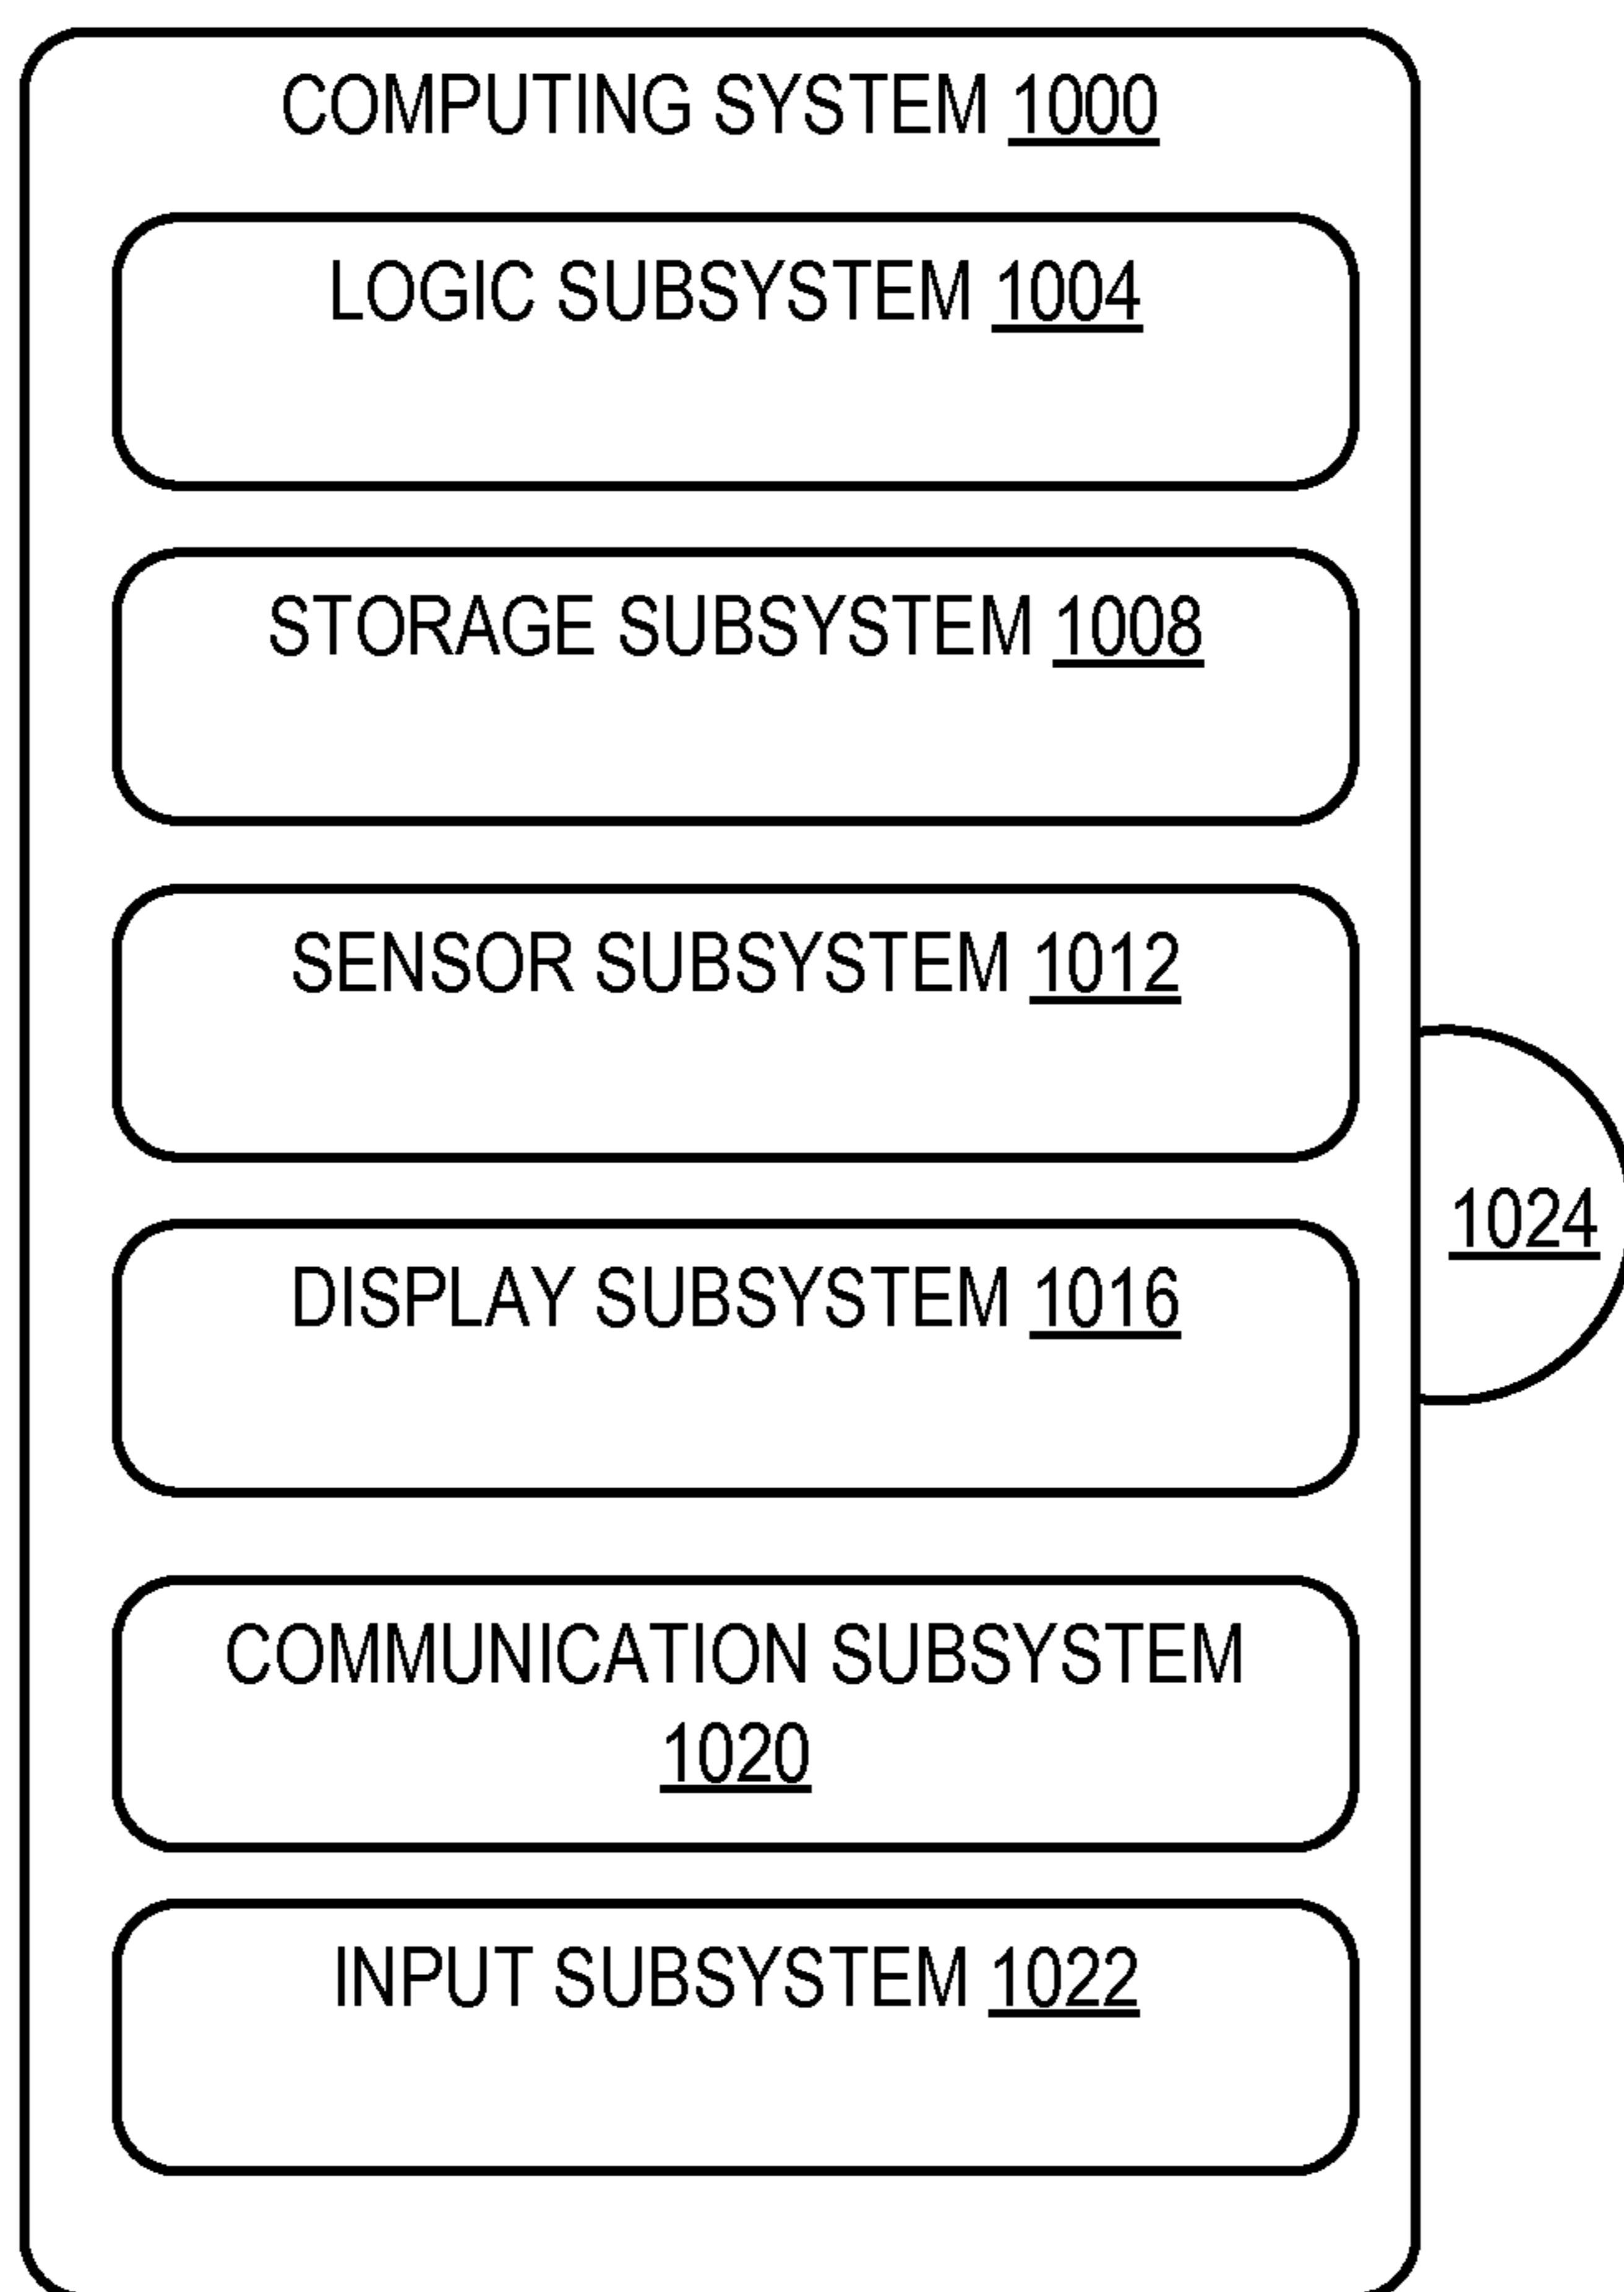 COMPUTING SYSTEM 1000
LOGIC SUBSYSTEM 1004
STORAGE SUBSYSTEM 1008
SENSOR SUBSYSTEM 1012
1024
DISPLAY SUBSYSTEM 1016
COMMUNICATION SUBSYSTEM
1020
INPUT SUBSYSTEM 1022